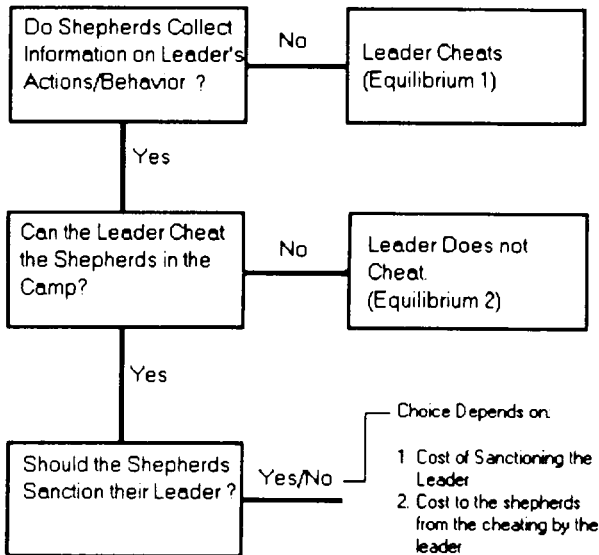 Do Shepherds Collect
Information on Leader's
Actions/Behavior ?
No
Leader Cheats
(Equilibrium 1)
Yes
Can the Leader Cheat
the Shepherds in the
Camp?
No
Leader Does not
Cheat.
(Equilibrium 2)
Yes
Should the Shepherds
Sanction their Leader ?
Yes/No
Choice Depends on:
1 Cost of Sanctioning the
Leader
2. Cost to the shepherds
from the cheating by the
leader